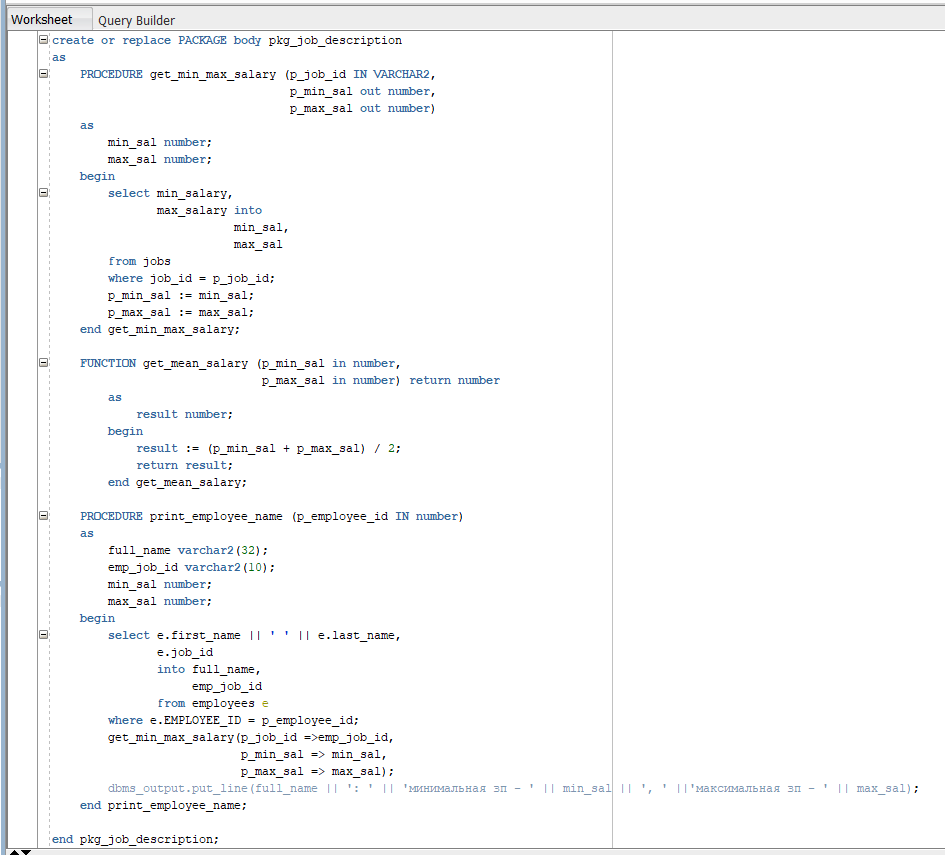 Worksheet Query Builder
create or replace PACKAGE body pkg_job_description
as
    PROCEDURE get_min_max_salary (p_job_id IN VARCHAR2,
                                  p_min_sal out number,
                                  p_max_sal out number)
    as
        min_sal number;
        max_sal number;
    begin
        select min_salary,
               max_salary into
                          min_sal,
                          max_sal
        from jobs
        where job_id = p_job_id;
        p_min_sal := min_sal;
        p_max_sal := max_sal;
    end get_min_max_salary;

    FUNCTION get_mean_salary (p_min_sal in number,
                              p_max_sal in number) return number
        as
            result number;
        begin
            result := (p_min_sal + p_max_sal) / 2;
            return result;
        end get_mean_salary;

    PROCEDURE print_employee_name (p_employee_id IN number)
    as
        full_name varchar2(32);
        emp_job_id varchar2(10);
        min_sal number;
        max_sal number;
    begin
        select e.first_name || ' ' || e.last_name,
               e.job_id
               into full_name,
                    emp_job_id
               from employees e
        where e.EMPLOYEE_ID = p_employee_id;
        get_min_max_salary(p_job_id =>emp_job_id,
                           p_min_sal => min_sal,
                           p_max_sal => max_sal);
        dbms_output.put_line(full_name || ': ' || 'минимальная зп - ' || min_sal || ', ' ||'максимальная зп - ' || max_sal);
    end print_employee_name;

end pkg_job_description;